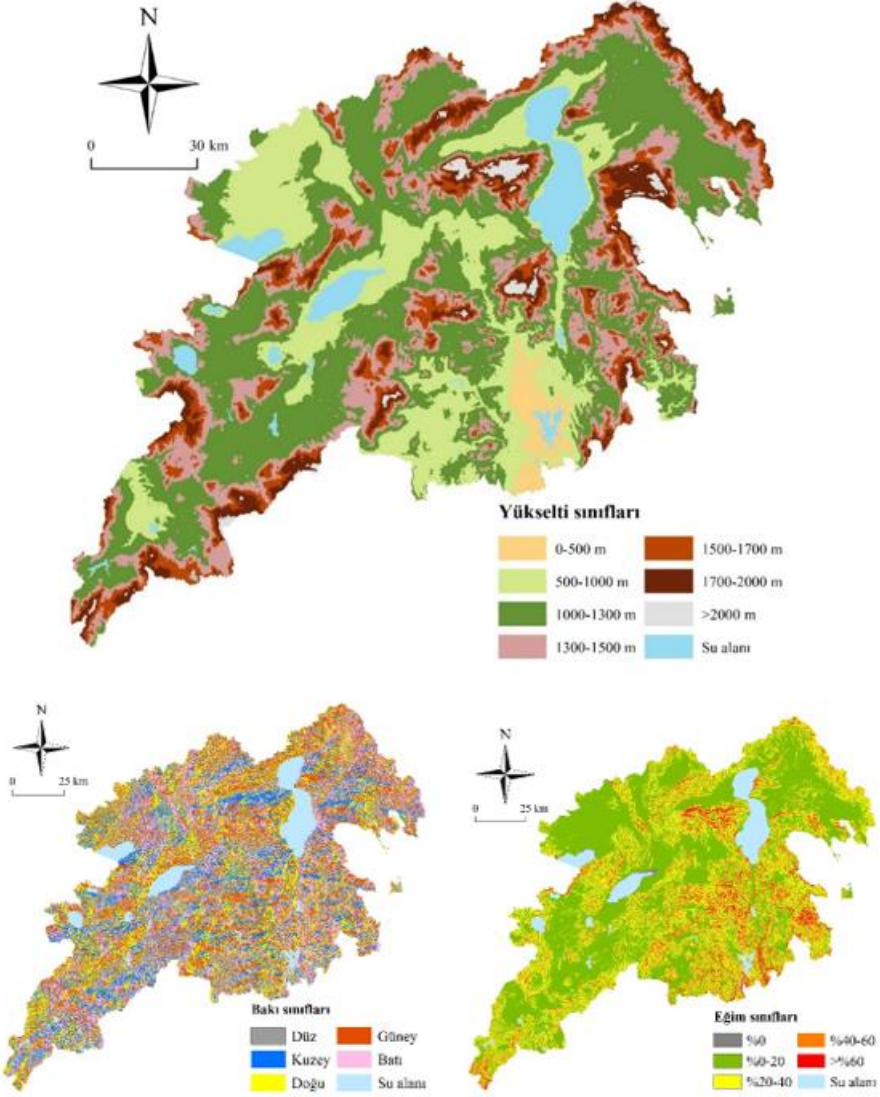 N
0 30 km
Yükselti sınıfları
0-500 m 1500-1700 m
500-1000 m 1700-2000 m
1000-1300 m >2000 m
1300-1500 m Su alanı
N
0 25 km
Bakı sınıfları
Düz Güney
Kuzey Batı
Doğu Su alanı
N
0 25 km
Eğim sınıfları
%0 %40-60
%0-20 >%60
%20-40 Su alanı